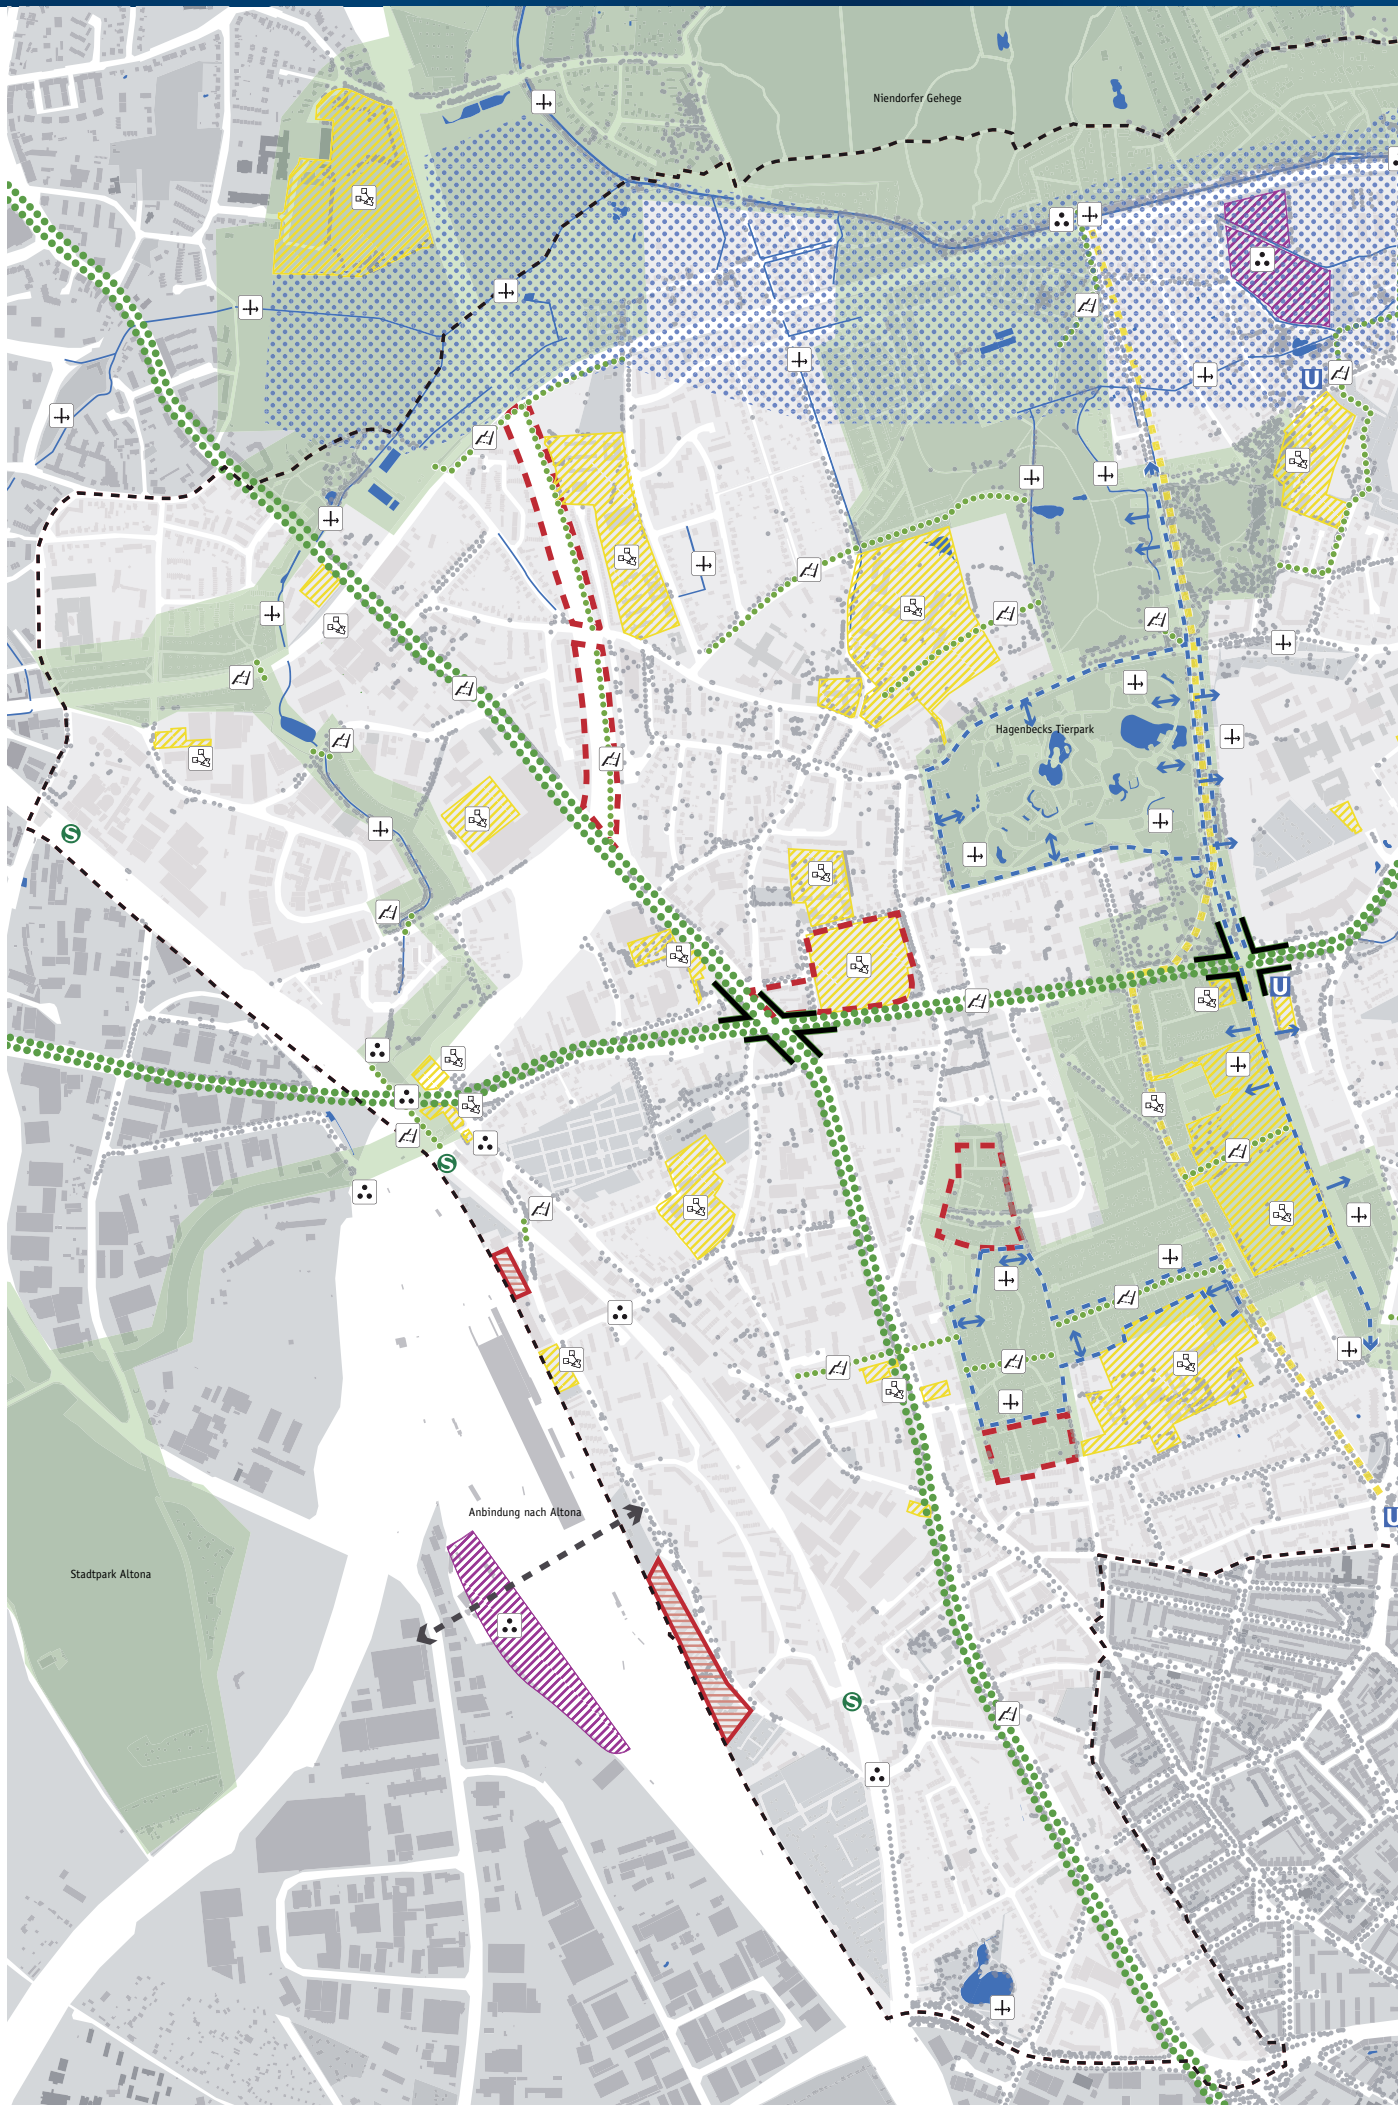 Niendorfer Gehege
U
Hagenbecks Tierpark
S
U
S
Anbindung nach Altona
U
Stadtpark Altona
S